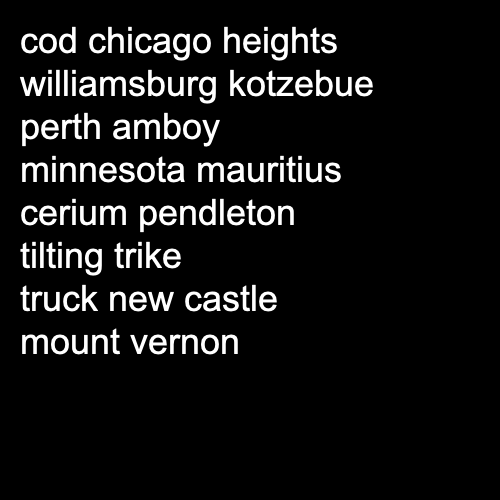 cod chicago heights
williamsburg kotzebue
perth amboy
minnesota mauritius
cerium pendleton
tilting trike
truck new castle
mount vernon